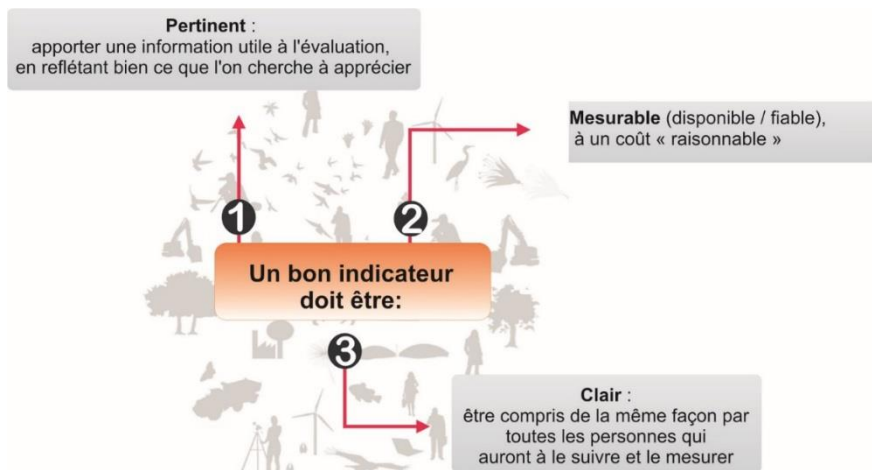 Pertinent :
apporter une information utile à l'évaluation,
en reflétant bien ce que l'on cherche à apprécier
Mesurable (disponible / fiable),
à un coût « raisonnable »
1
2
Un bon indicateur
doit être:
3
Clair :
être compris de la même façon par
toutes les personnes qui
auront à le suivre et le mesurer